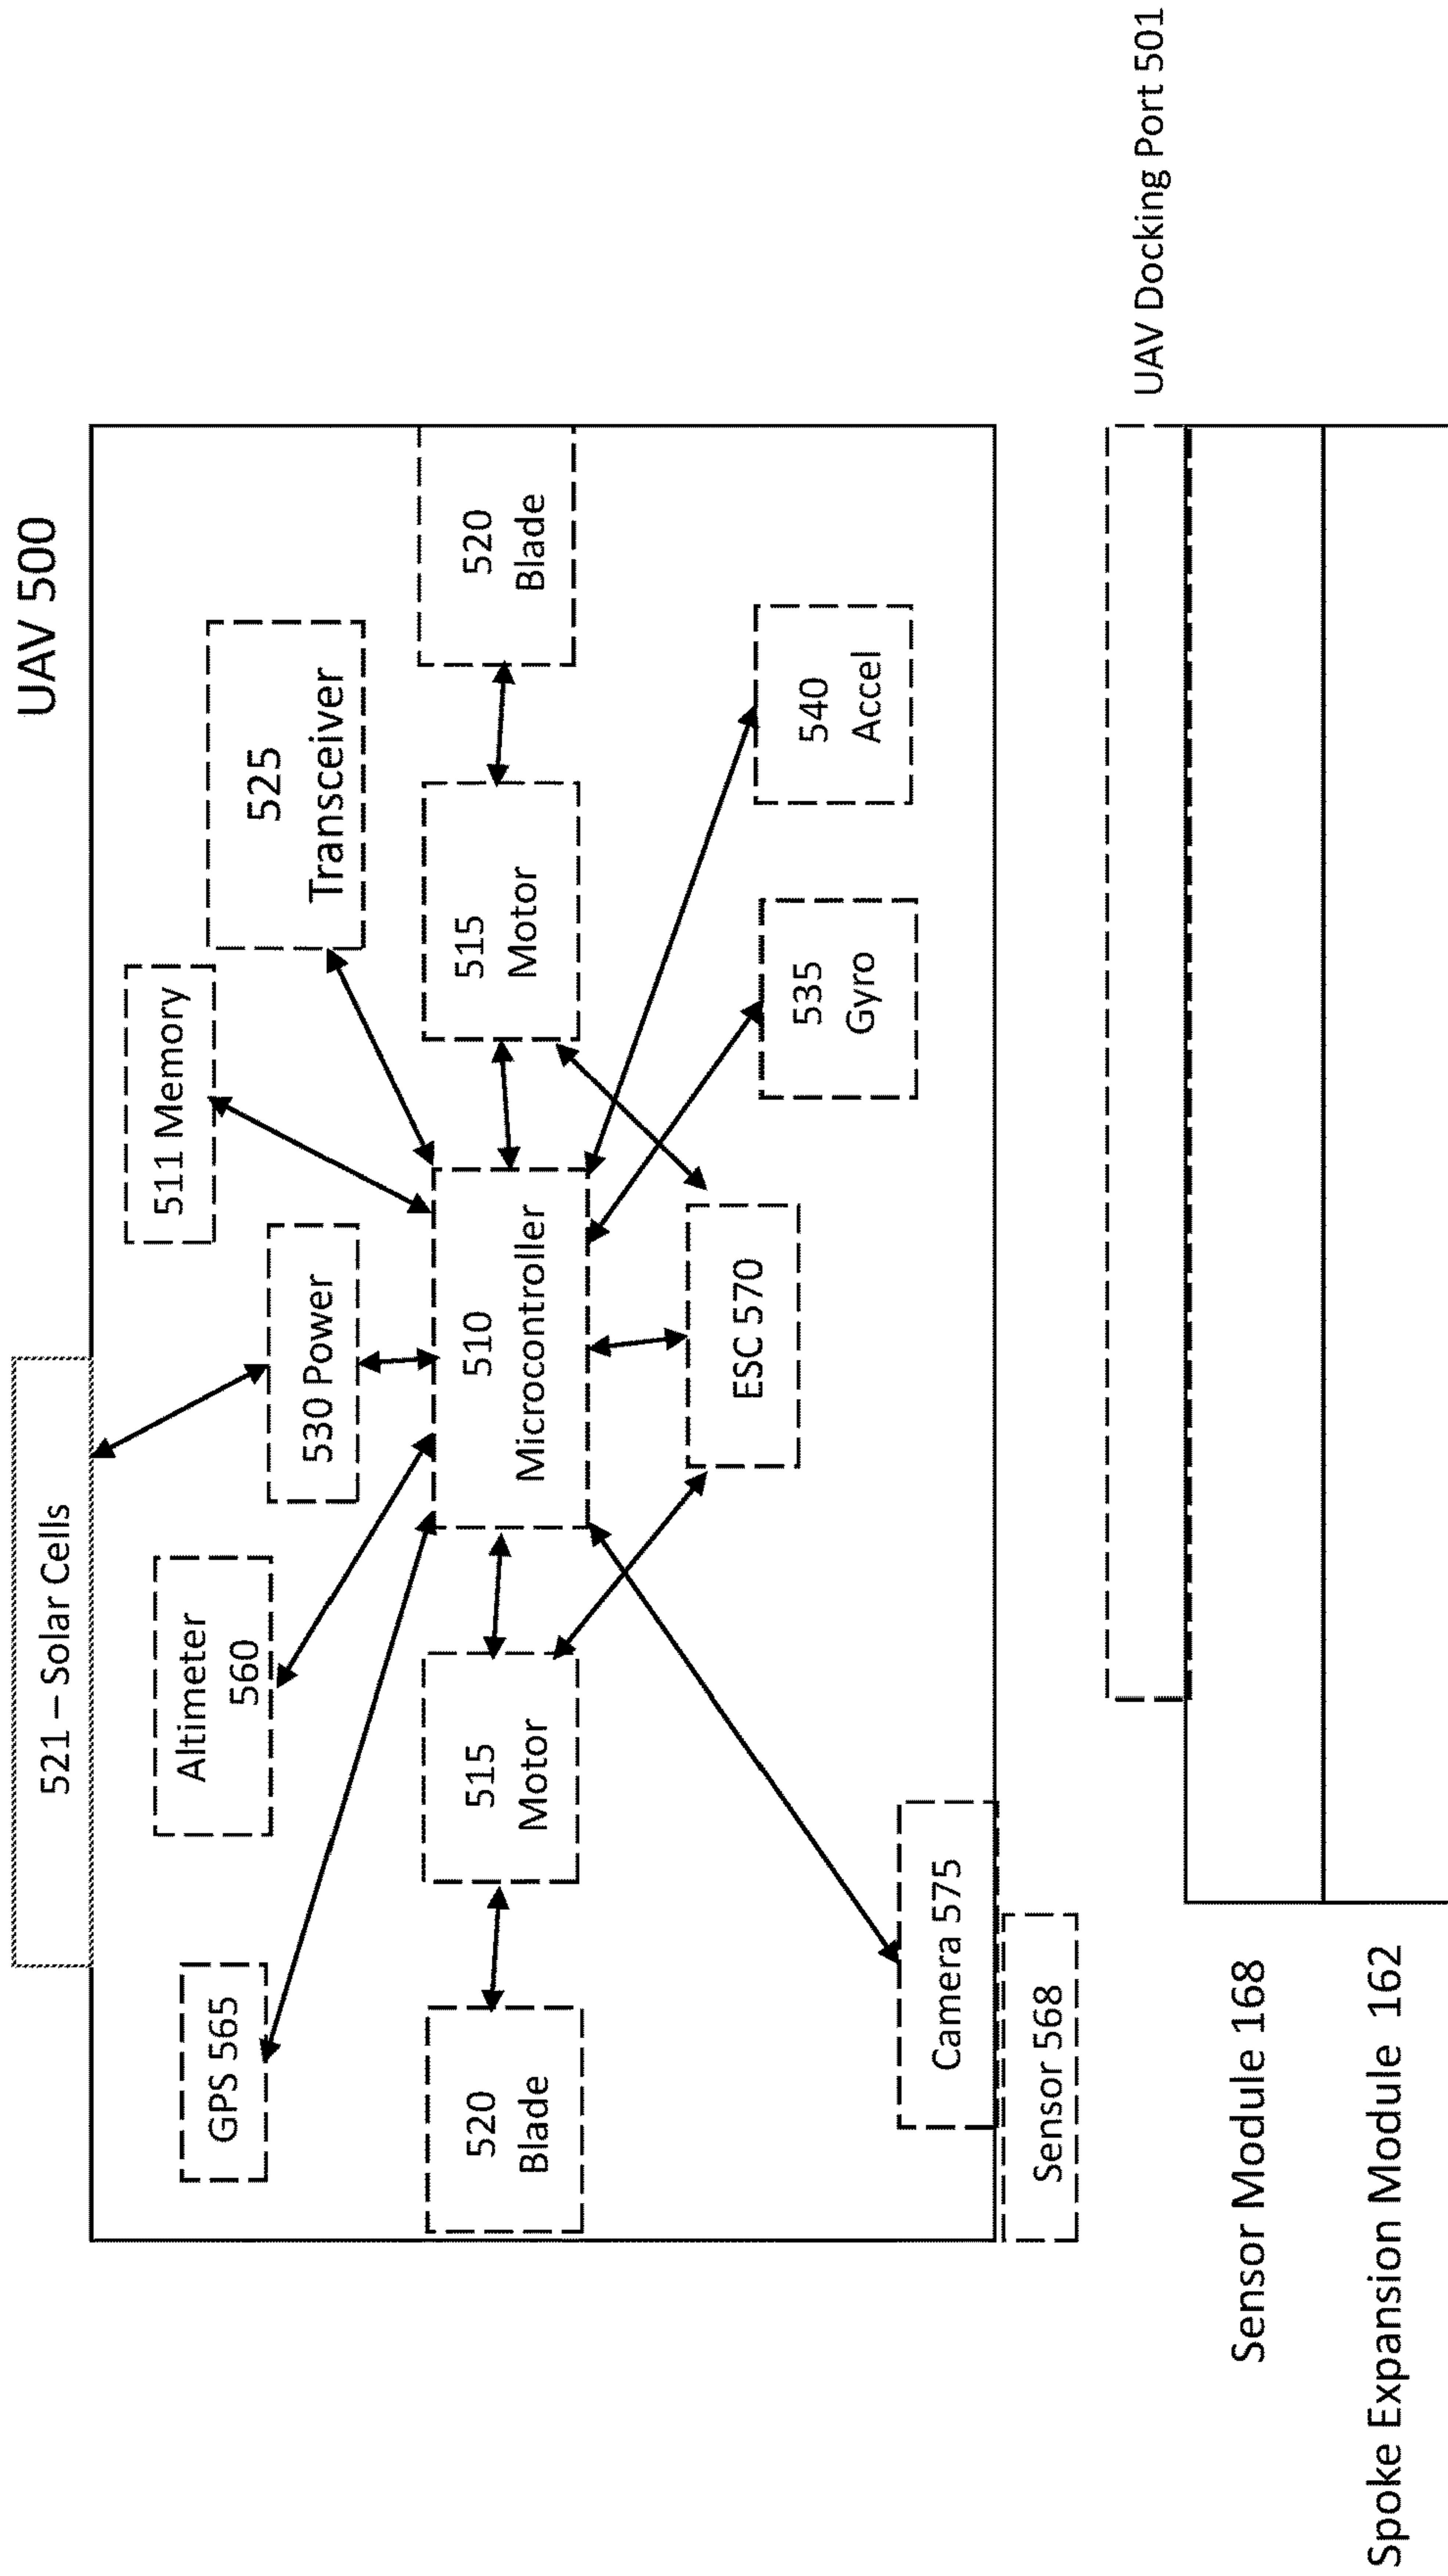 UAV 500
521 – Solar Cells
GPS 565
Altimeter
560
530 Power
511 Memory
525
Transceiver
520
Blade
515
Motor
510
Microcontroller
515
Motor
520
Blade
ESC 570
535
Gyro
540
Accel
Camera 575
Sensor 568
UAV Docking Port 501
Sensor Module 168
Spoke Expansion Module 162